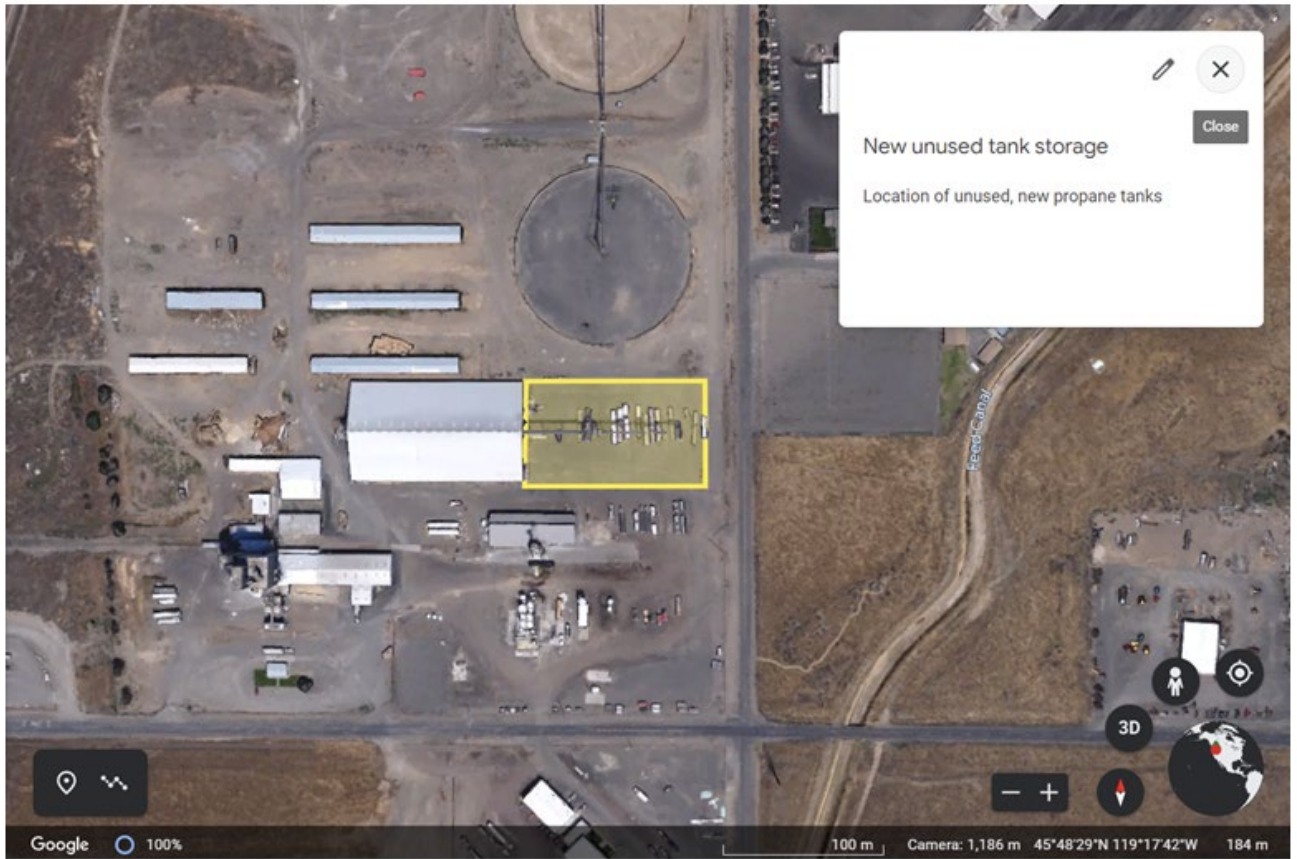 Close
New unused tank storage
Location of unused, new propane tanks
Feed Canal
3D
Google 100% 100 m Camera: 1,186 m 45°48'29"N 119°17'42"W 184 m